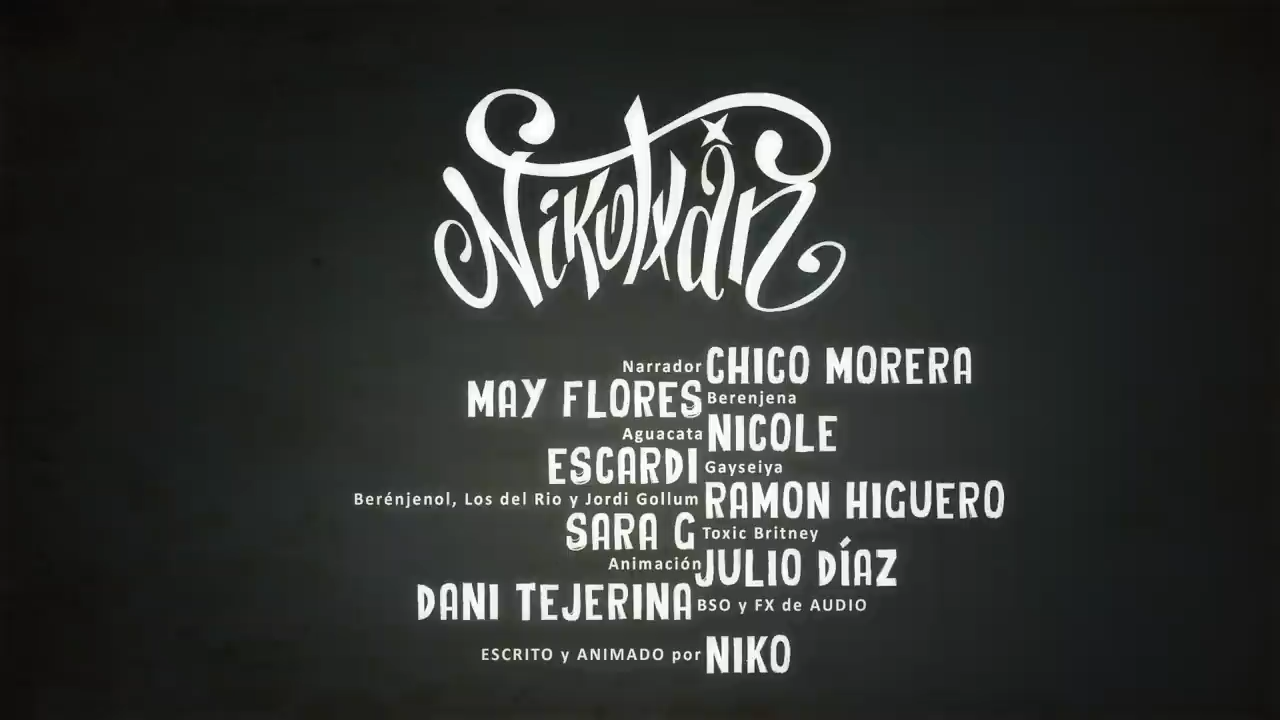 Nikotxan
Narrador CHICO MORERA
MAY FLORES Berenjena
Aguacata NICOLE
ESCARDI Gayseiya
Berénjenol, Los del Rio y Jordi Gollum RAMON HIGUERO
SARA G Toxic Britney
Animación JULIO DÍAZ
DANI TEJERINA BSO y FX de AUDIO
ESCRITO y ANIMADO por NIKO